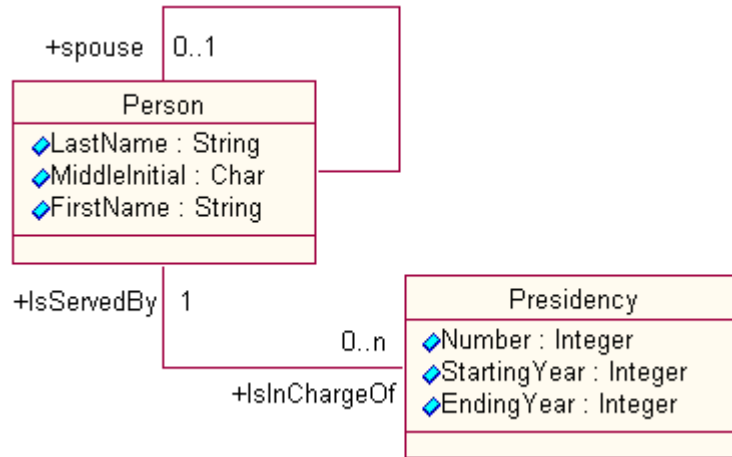 +spouse 0..1
Person
LastName : String
MiddleInitial : Char
FirstName : String
+IsServedBy 1
Presidency
0..n
Number : Integer
StartingYear : Integer
+IsInChargeOf
EndingYear : Integer